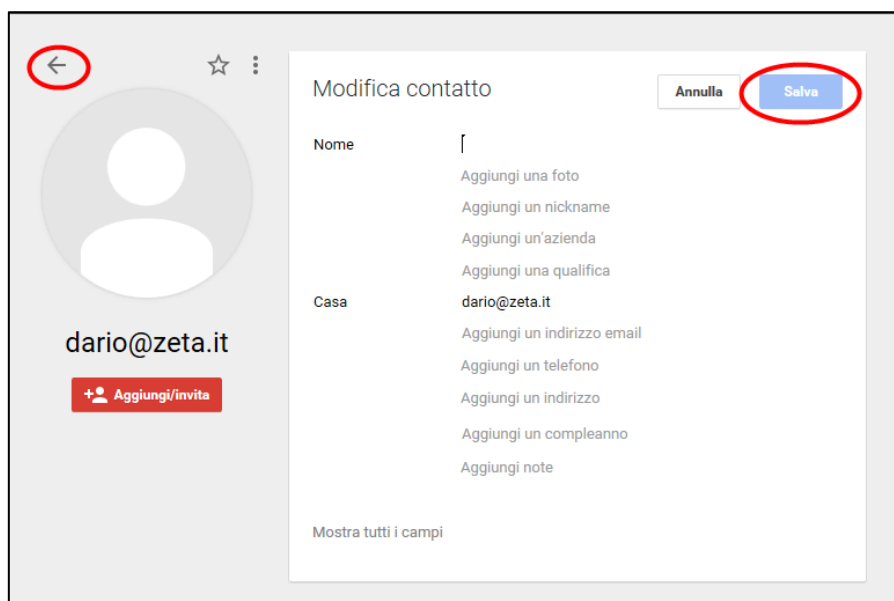 Modifica contatto
Annulla
Salva
Nome
Aggiungi una foto
Aggiungi un nickname
Aggiungi un'azienda
Aggiungi una qualifica
Casa
dario@zeta.it
Aggiungi un indirizzo email
Aggiungi un telefono
Aggiungi un indirizzo
Aggiungi un compleanno
Aggiungi note
Mostra tutti i campi
dario@zeta.it
Aggiungi/invita